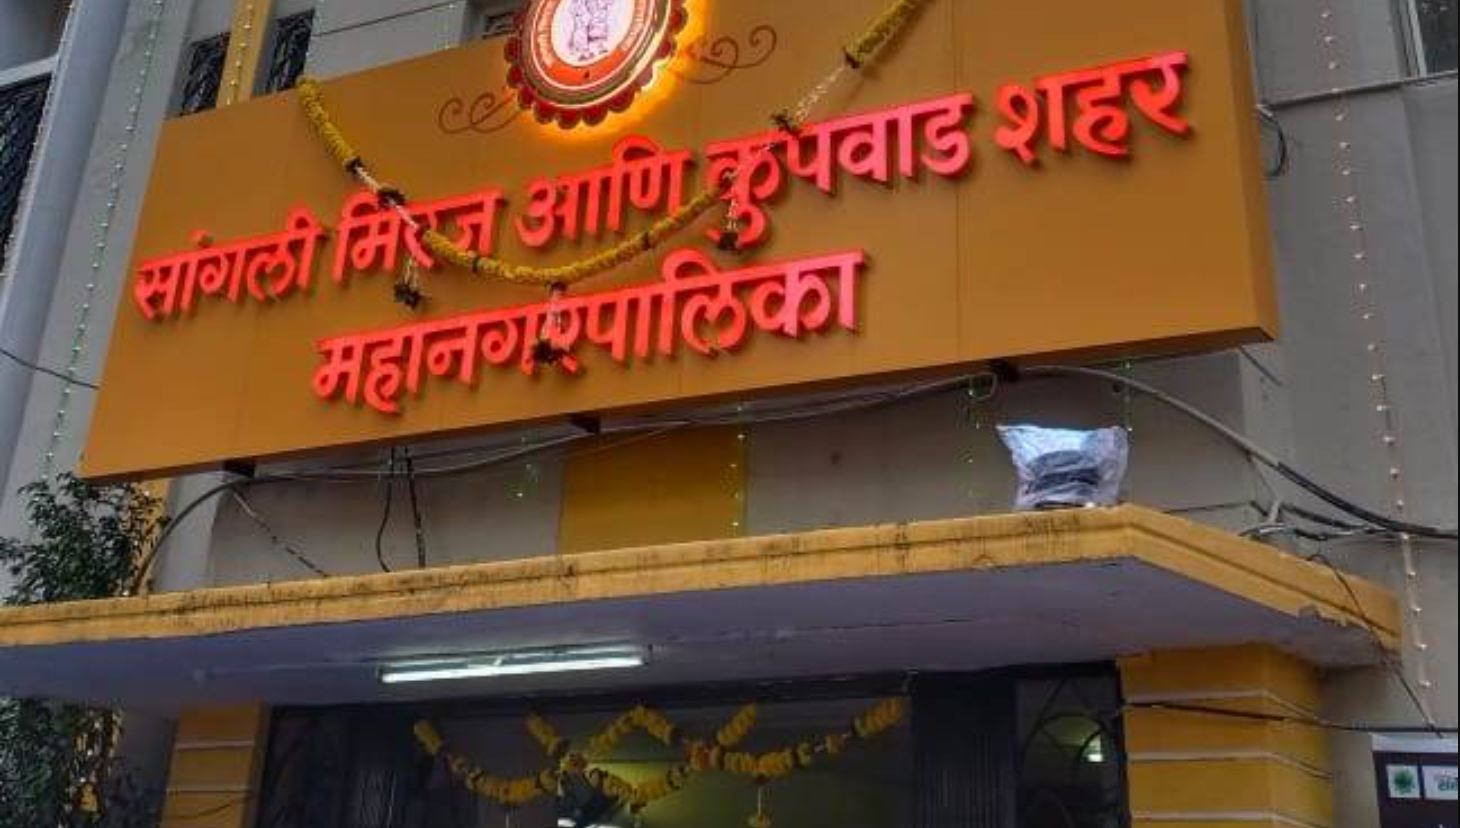 सांगली मिरज आणि कुपवाड शहर
महानगरपालिका